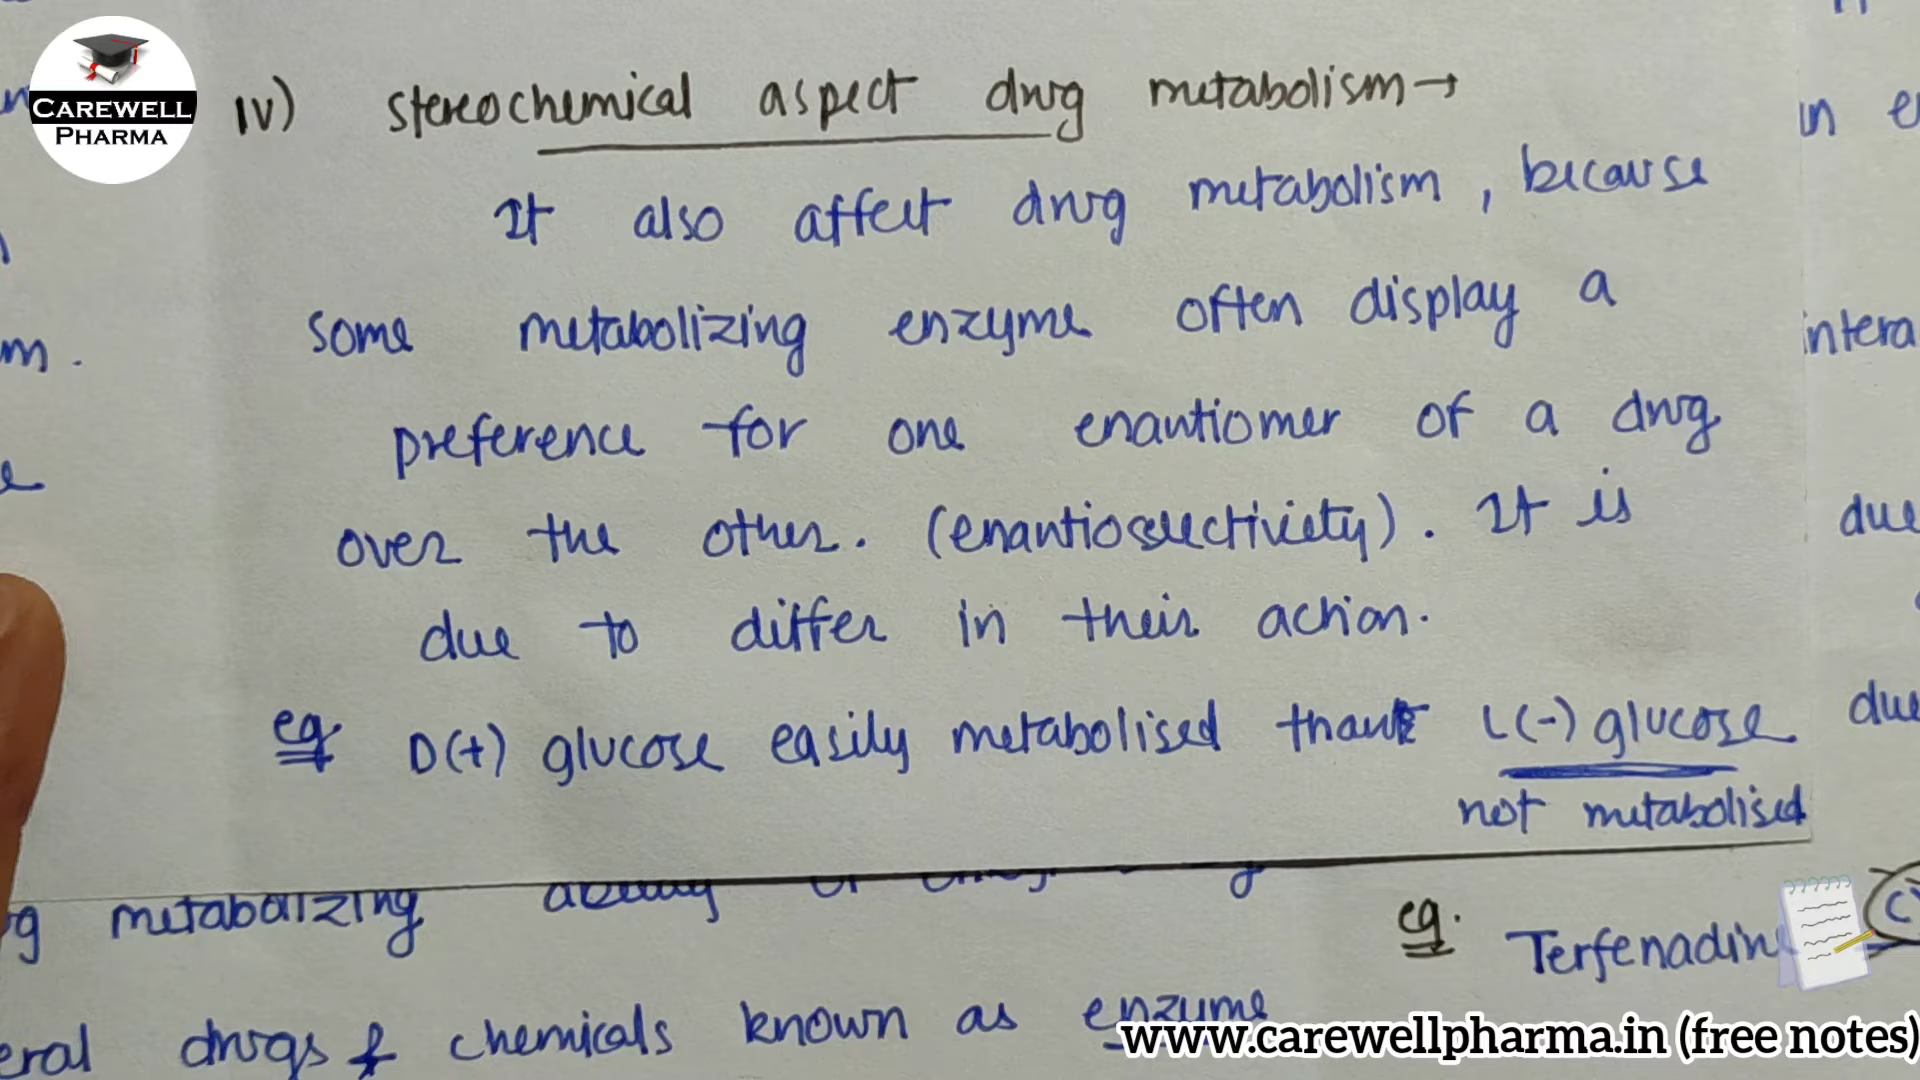 CAREWELL
PHARMA
IV) stereochemical aspect drug metabolism→
It also affect drug metabolism, because
some metabolizing enzyme often display a
preference for one enantiomer of a drug
over the other. (enantioselectiviety). It is
due to differ in their action.
eg D(+) glucose easily metabolised than L(-) glucose
not metabolised
in
m.
intera
due
due
metabolizing
eg. Terfenadin
drugs & chemicals known as enzyme
www.carewellpharma.in (free notes)